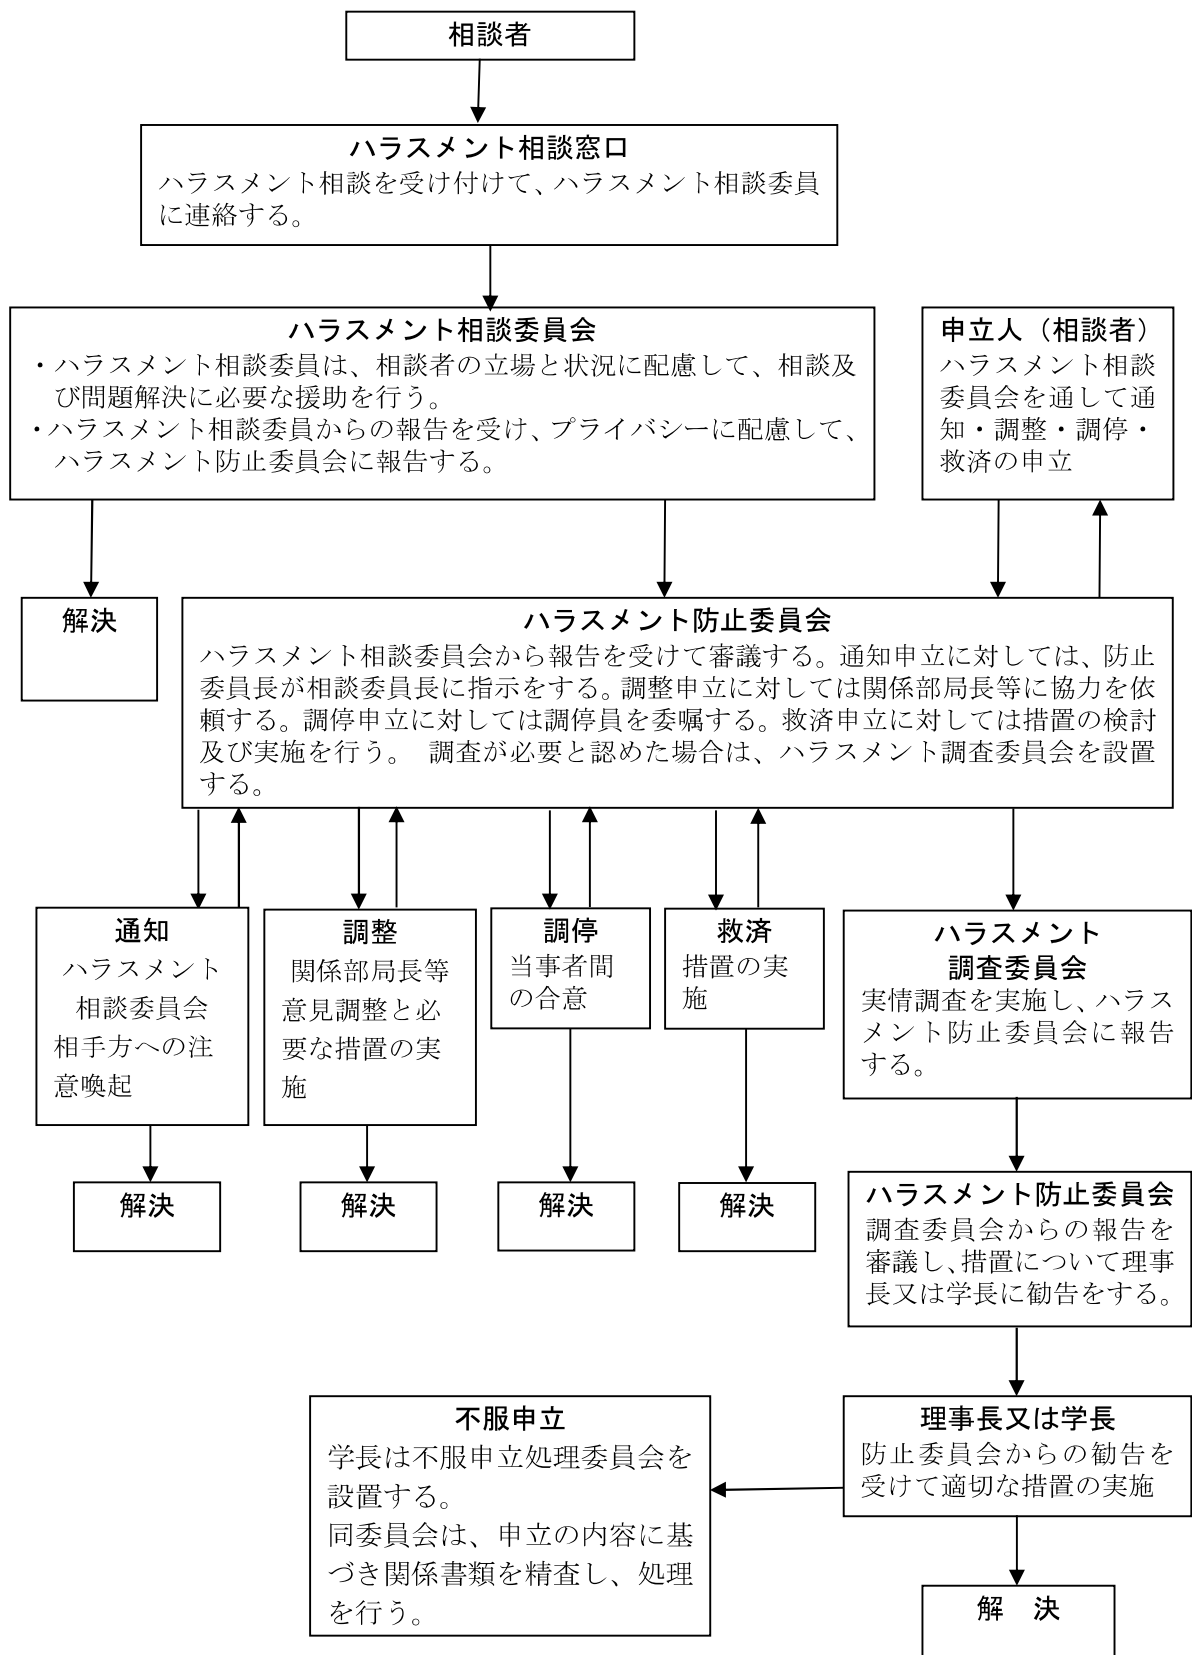 相談者
ハラスメント相談窓口
ハラスメント相談を受け付けて、ハラスメント相談委員
に連絡する。
ハラスメント相談委員会
・ハラスメント相談委員は、相談者の立場と状況に配慮して、相談及
び問題解決に必要な援助を行う。
・ハラスメント相談委員からの報告を受け、プライバシーに配慮して、
ハラスメント防止委員会に報告する。
申立人（相談者）
ハラスメント相談
委員会を通して通
知・調整・調停・
救済の申立
解決
ハラスメント防止委員会
ハラスメント相談委員会から報告を受けて審議する。通知申立に対しては、防止
委員長が相談委員長に指示をする。調整申立に対しては関係部局長等に協力を依
頼する。調停申立に対しては調停員を委嘱する。救済申立に対しては措置の検討
及び実施を行う。　調査が必要と認めた場合は、ハラスメント調査委員会を設置
する。
通知
ハラスメント
相談委員会
相手方への注
意喚起
調整
関係部局長等
意見調整と必
要な措置の実
施
調停
当事者間
の合意
救済
措置の実
施
ハラスメント
調査委員会
実情調査を実施し、ハラス
メント防止委員会に報告
する。
解決
解決
解決
解決
ハラスメント防止委員会
調査委員会からの報告を
審議し、措置について理事
長又は学長に勧告をする。
不服申立
学長は不服申立処理委員会を
設置する。
同委員会は、申立の内容に基
づき関係書類を精査し、処理
を行う。
理事長又は学長
防止委員会からの勧告を
受けて適切な措置の実施
解　決